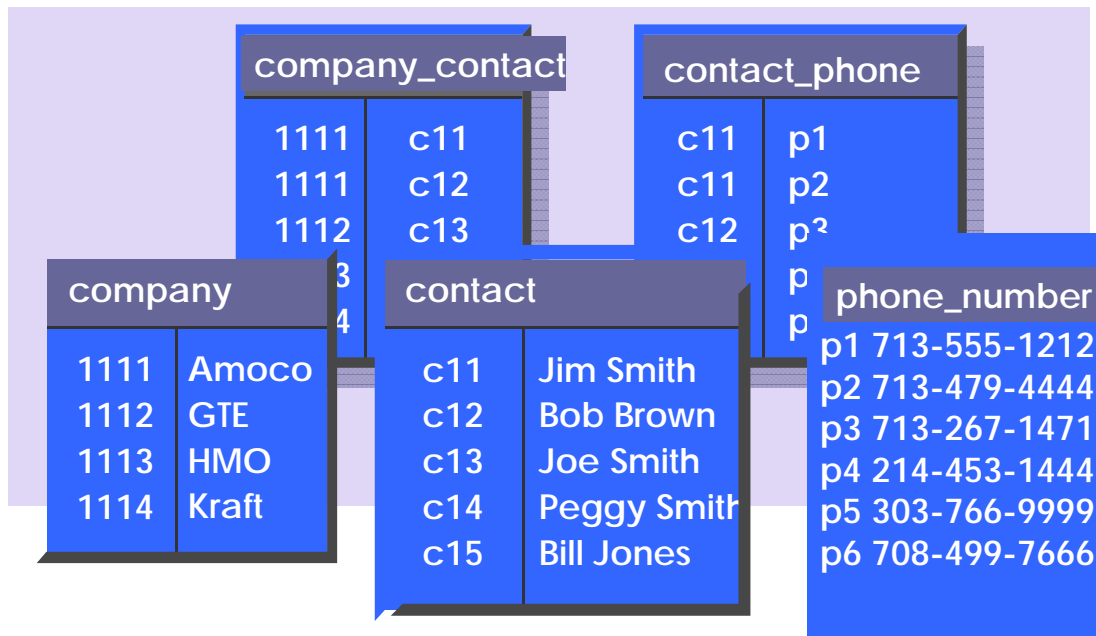 company_contact
1111 c11
1111 c12
1112 c13
3
4
contact_phone
c11 p1
c11 p2
c12 p3
p
p
company
1111 Amoco
1112 GTE
1113 HMO
1114 Kraft
contact
c11 Jim Smith
c12 Bob Brown
c13 Joe Smith
c14 Peggy Smith
c15 Bill Jones
phone_number
p1 713-555-1212
p2 713-479-4444
p3 713-267-1471
p4 214-453-1444
p5 303-766-9999
p6 708-499-7666